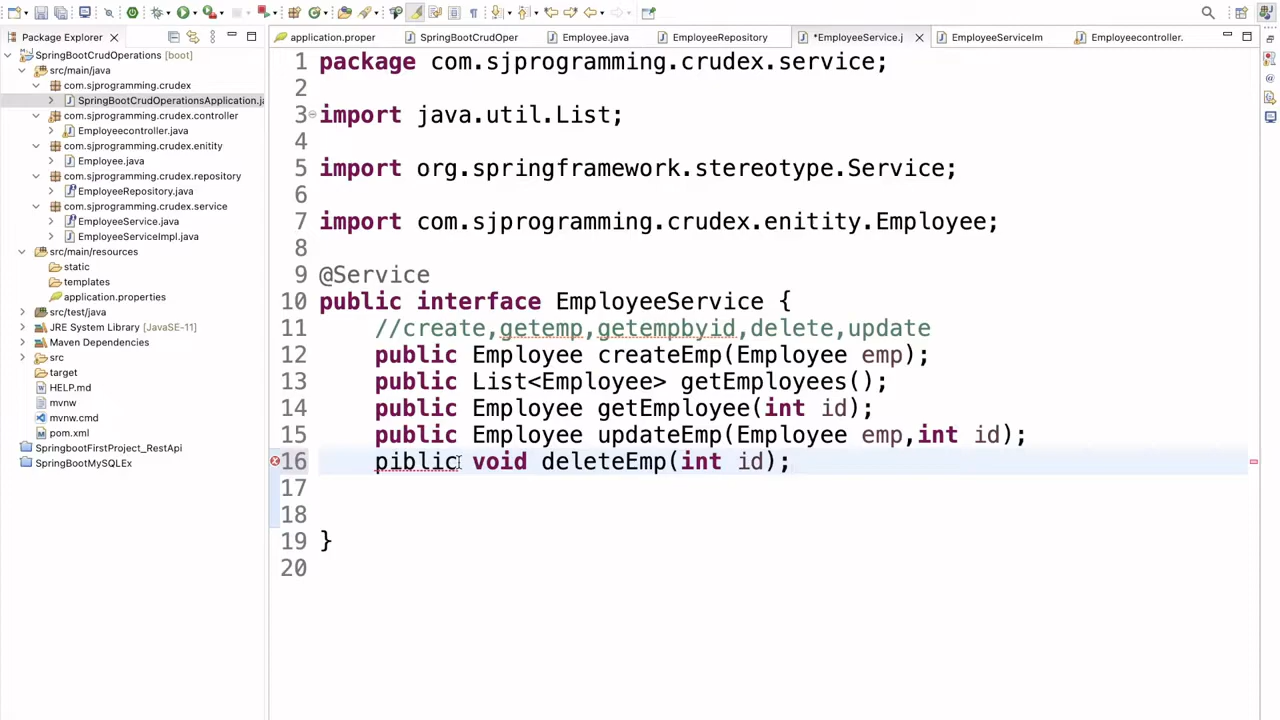 Package Explorer
application.proper
SpringBootCrudOper
Employee.java
EmployeeRepository
*EmployeeService.j
EmployeeServiceIm
Employeecontroller.
SpringBootCrudOperations [boot]
src/main/java
com.sjprogramming.crudex
SpringBootCrudOperationsApplication.ja
com.sjprogramming.crudex.controller
Employeecontroller.java
com.sjprogramming.crudex.enitity
Employee.java
com.sjprogramming.crudex.repository
EmployeeRepository.java
com.sjprogramming.crudex.service
EmployeeService.java
EmployeeServiceImpl.java
src/main/resources
static
templates
application.properties
src/test/java
JRE System Library [JavaSE-11]
Maven Dependencies
src
target
HELP.md
mvnw
mvnw.cmd
pom.xml
SpringbootFirstProject_RestApi
SpringBootMySQLEx
1 package com.sjprogramming.crudex.service;
2
3 import java.util.List;
4
5 import org.springframework.stereotype.Service;
6
7 import com.sjprogramming.crudex.enitity.Employee;
8
9 @Service
10 public interface EmployeeService {
11 //create,getemp,getempbyid,delete,update
12 public Employee createEmp(Employee emp);
13 public List<Employee> getEmployees();
14 public Employee getEmployee(int id);
15 public Employee updateEmp(Employee emp,int id);
16 piblic void deleteEmp(int id);
17
18
19 }
20